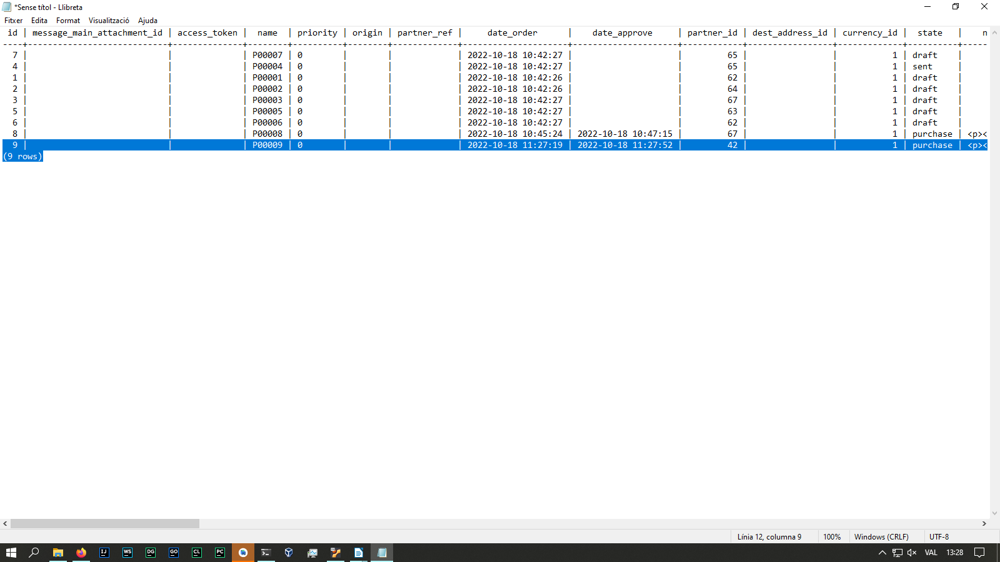 *Sense títol - Llibreta
Fitxer Edita Format Visualització Ajuda
id | message_main_attachment_id | access_token | name | priority | origin | partner_ref | date_order | date_approve | partner_id | dest_address_id | currency_id | state | n
----+----------------------------+--------------+--------+----------+--------+-------------+---------------------+---------------------+------------+-----------------+-------------+----------+-----
7 | | | P00007 | 0 | | | 2022-10-18 10:42:27 | | 65 | | 1 | draft |
4 | | | P00004 | 0 | | | 2022-10-18 10:42:27 | | 65 | | 1 | sent |
1 | | | P00001 | 0 | | | 2022-10-18 10:42:26 | | 62 | | 1 | draft |
2 | | | P00002 | 0 | | | 2022-10-18 10:42:26 | | 64 | | 1 | draft |
3 | | | P00003 | 0 | | | 2022-10-18 10:42:27 | | 67 | | 1 | draft |
5 | | | P00005 | 0 | | | 2022-10-18 10:42:27 | | 63 | | 1 | draft |
6 | | | P00006 | 0 | | | 2022-10-18 10:42:27 | | 62 | | 1 | draft |
8 | | | P00008 | 0 | | | 2022-10-18 10:45:24 | 2022-10-18 10:47:15 | 67 | | 1 | purchase | <p><
9 | | | P00009 | 0 | | | 2022-10-18 11:27:19 | 2022-10-18 11:27:52 | 42 | | 1 | purchase | <p><
(9 rows)
Línia 12, columna 9 100% Windows (CRLF) UTF-8
IJ WS DG GO CL PC VAL 13:28